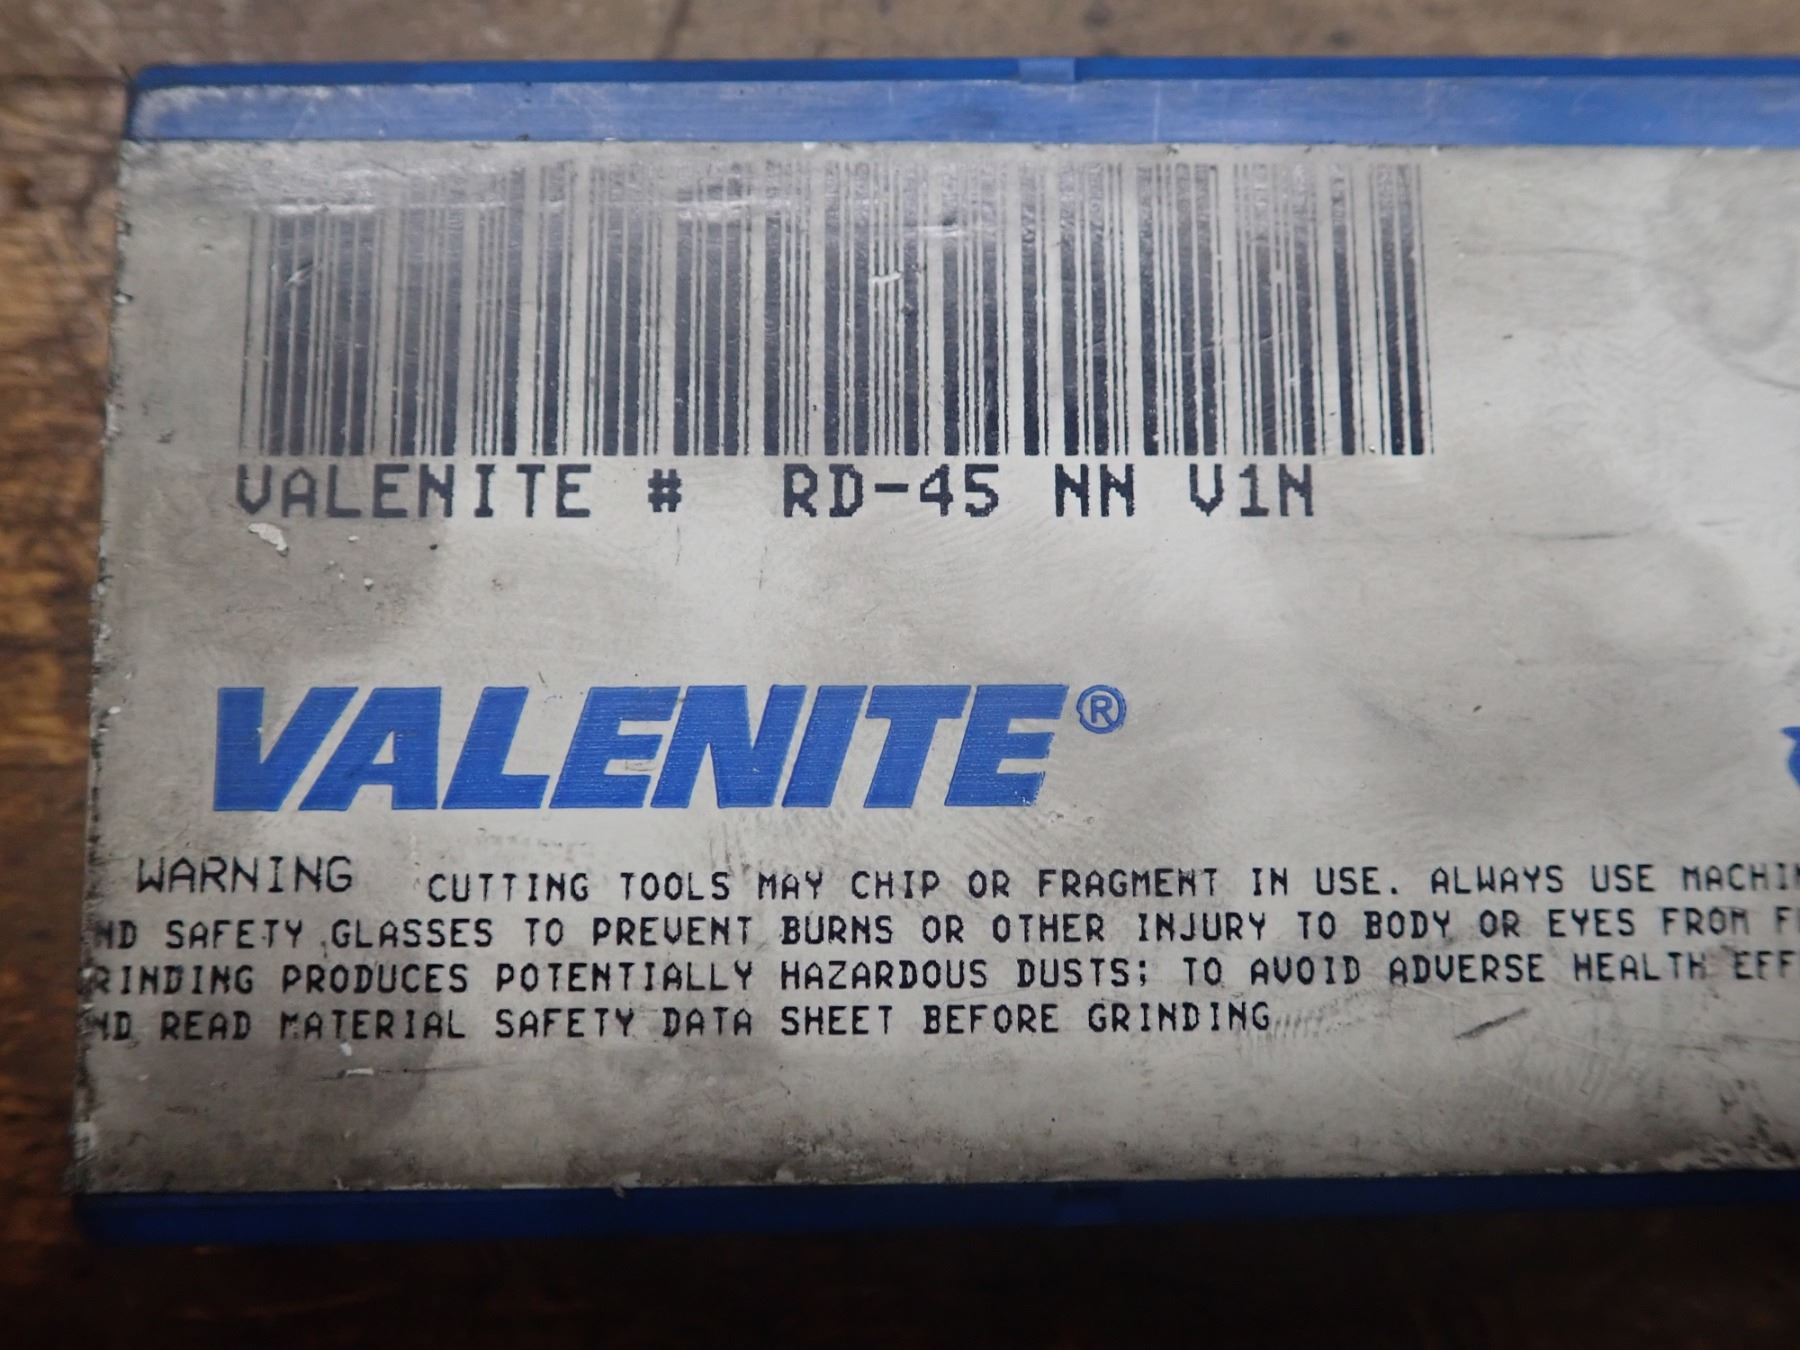 VALENITE # RD-45 NN V1N
VALENITE®
WARNING CUTTING TOOLS MAY CHIP OR FRAGMENT IN USE. ALWAYS USE
SAFETY GLASSES TO PREVENT BURNS OR OTHER INJURY TO BODY OR EYES FROM
PRODUCES POTENTIALLY HAZARDOUS DUSTS; TO AVOID ADVERSE HEALTH
READ MATERIAL SAFETY DATA SHEET BEFORE GRINDING